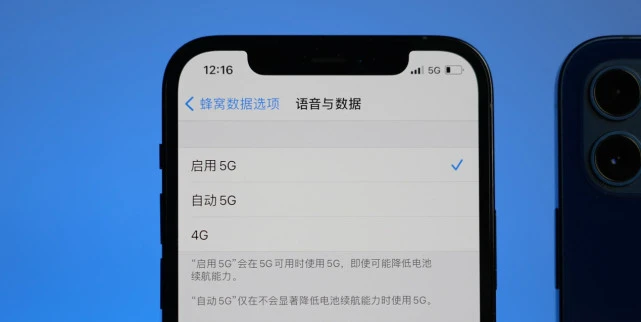 12:16 5G
蜂窝数据选项 语音与数据
启用 5G
自动 5G
4G
“启用 5G”会在 5G 可用时使用 5G，即使可能降低电池
续航能力。
“自动 5G”仅在不会显著降低电池续航能力时使用 5G。